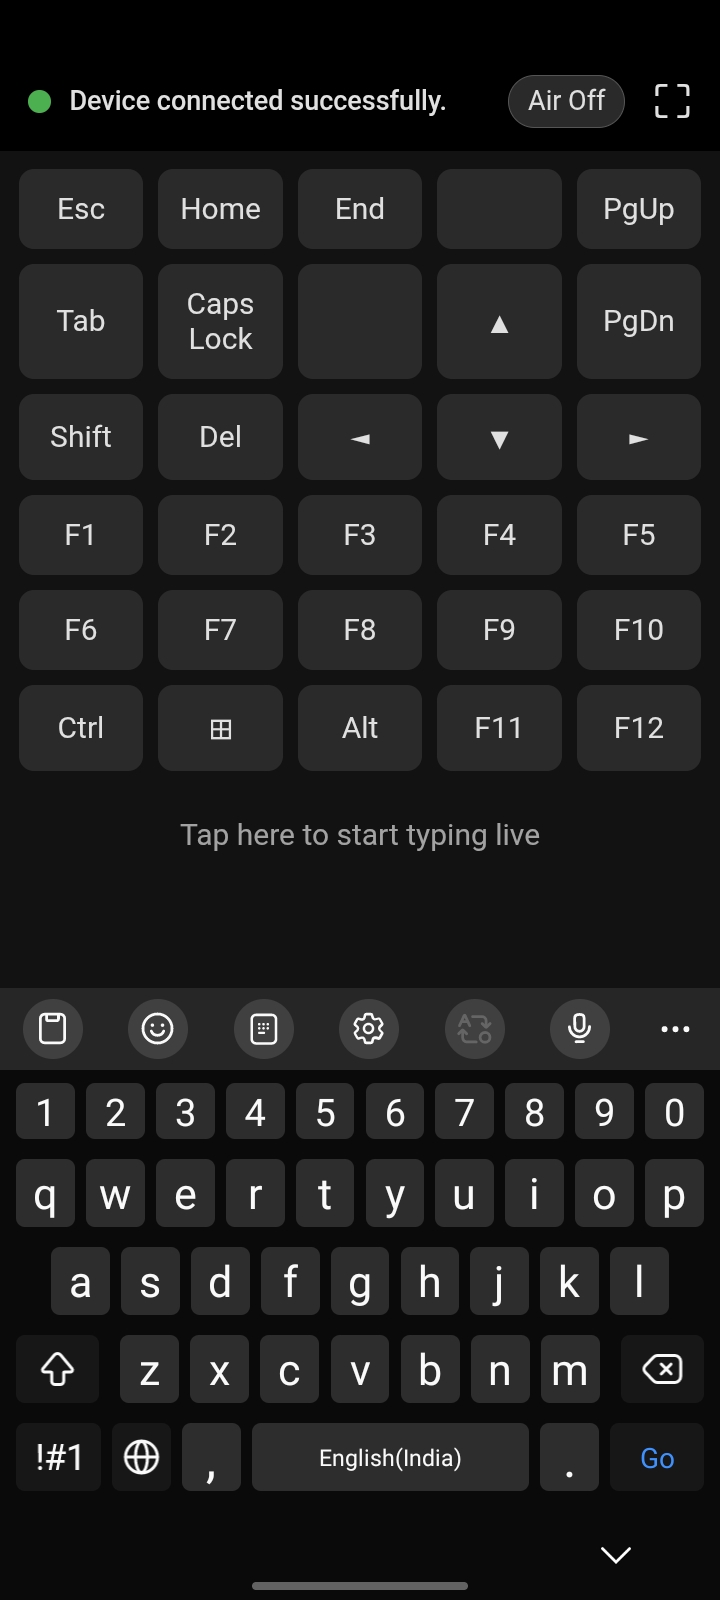 Device connected successfully. Air Off
Esc Home End PgUp
Tab Caps Lock ▲ PgDn
Shift Del ◄ ▼ ►
F1 F2 F3 F4 F5
F6 F7 F8 F9 F10
Ctrl ⊞ Alt F11 F12
Tap here to start typing live
1 2 3 4 5 6 7 8 9 0
q w e r t y u i o p
a s d f g h j k l
z x c v b n m
!#1 , English(India) . Go